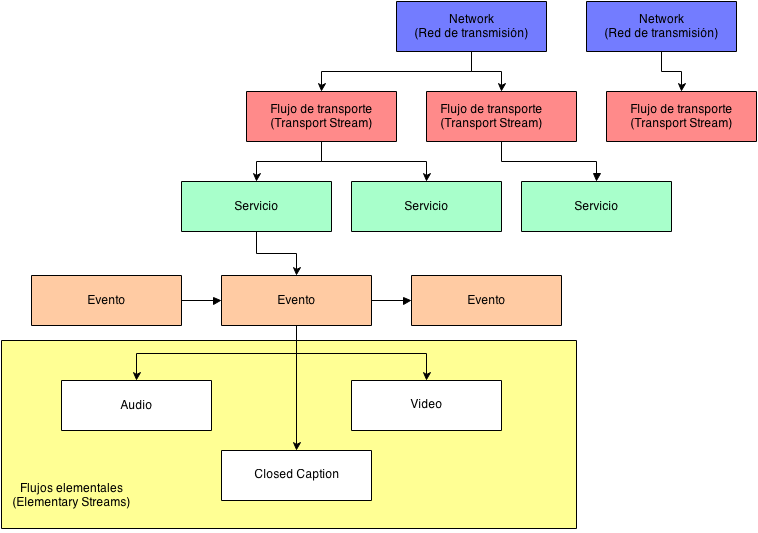 Network
(Red de transmisión)
Network
(Red de transmisión)
Flujo de transporte
(Transport Stream)
Flujo de transporte
(Transport Stream)
Flujo de transporte
(Transport Stream)
Servicio
Servicio
Servicio
Evento
Evento
Evento
Audio
Video
Closed Caption
Flujos elementales
(Elementary Streams)